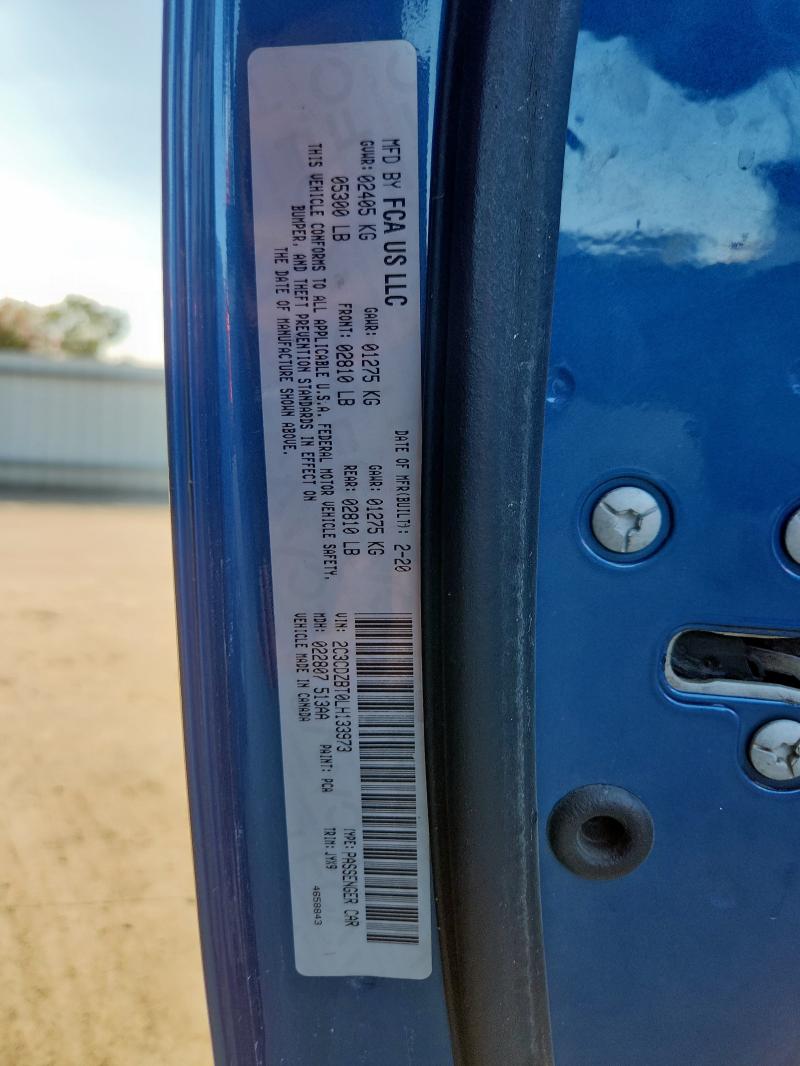 MFD BY FCA US LLC
DATE OF MFR(BUILT): 2-20
GVWR: 02405 KG GAWR: 01275 KG GAWR: 01275 KG
05300 LB FRONT: 02810 LB REAR: 02810 LB
THIS VEHICLE CONFORMS TO ALL APPLICABLE U.S.A. FEDERAL MOTOR VEHICLE SAFETY,
BUMPER, AND THEFT PREVENTION STANDARDS IN EFFECT ON
THE DATE OF MANUFACTURE SHOWN ABOVE.
VIN: 2C3CDZBT0LH133973 TYPE: PASSENGER CAR
MDH: 022807 513AA PAINT: PCA TRIM: JYX9
VEHICLE MADE IN CANADA 4658843